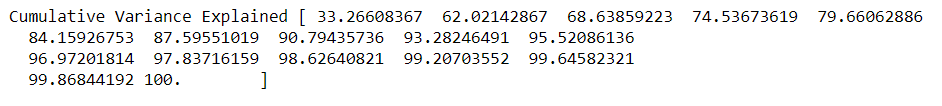 Cumulative Variance Explained [ 33.26608367  62.02142867  68.63859223  74.53673619  79.66062886
  84.15926753  87.59551019  90.79435736  93.28246491  95.52086136
  96.97201814  97.83716159  98.62640821  99.20703552  99.64582321
  99.86844192 100.        ]